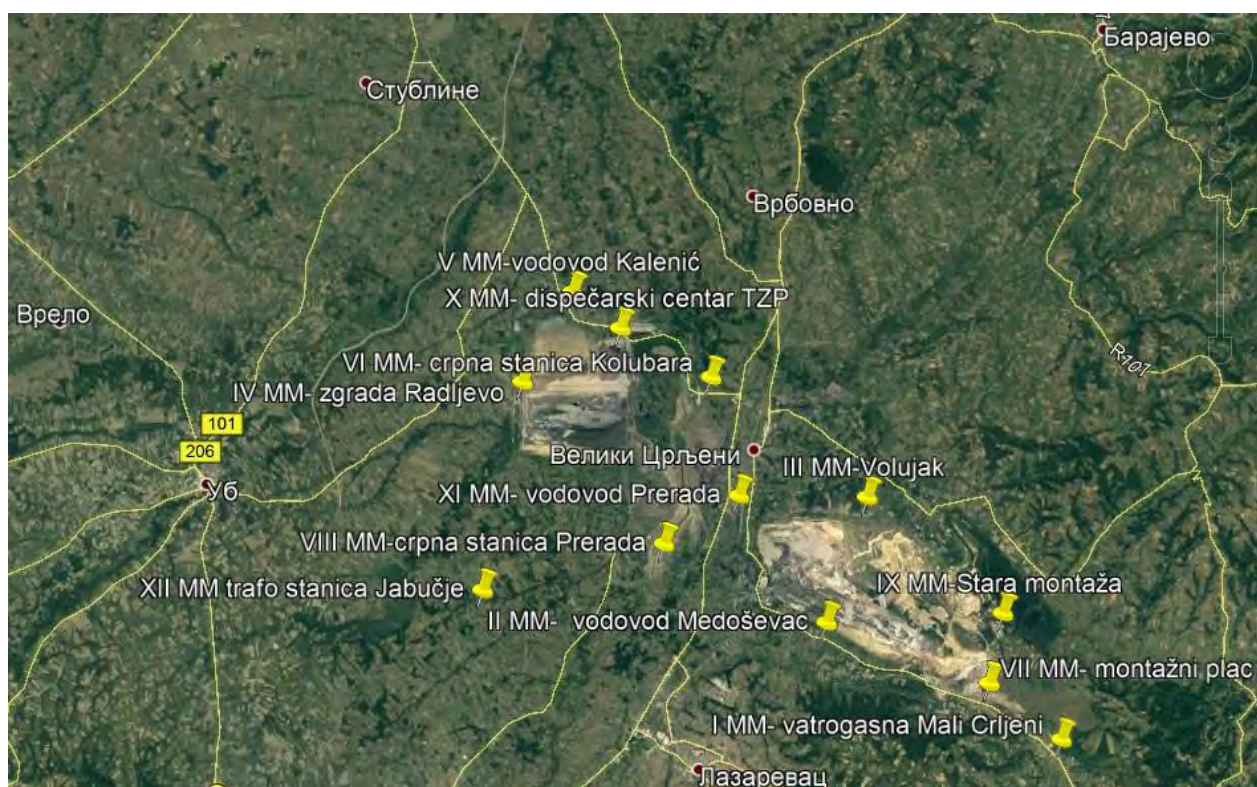 Барајево
Стублине
Врбовно
V MM-vodovod Kalenić
X MM- dispečarski centar TZP
Врело
VI MM- crpna stanica Kolubara
R101
IV MM- zgrada Radljevo
101
206
Велики Црљени
III MM-Volujak
Уб
XI MM- vodovod Prerada
VIII MM-crpna stanica Prerada
IX MM-Stara montaža
XII MM trafo stanica Jabučje
II MM-  vodovod Medoševac
VII MM- montažni plac
I MM- vatrogasna Mali Crljeni
Лазаревац